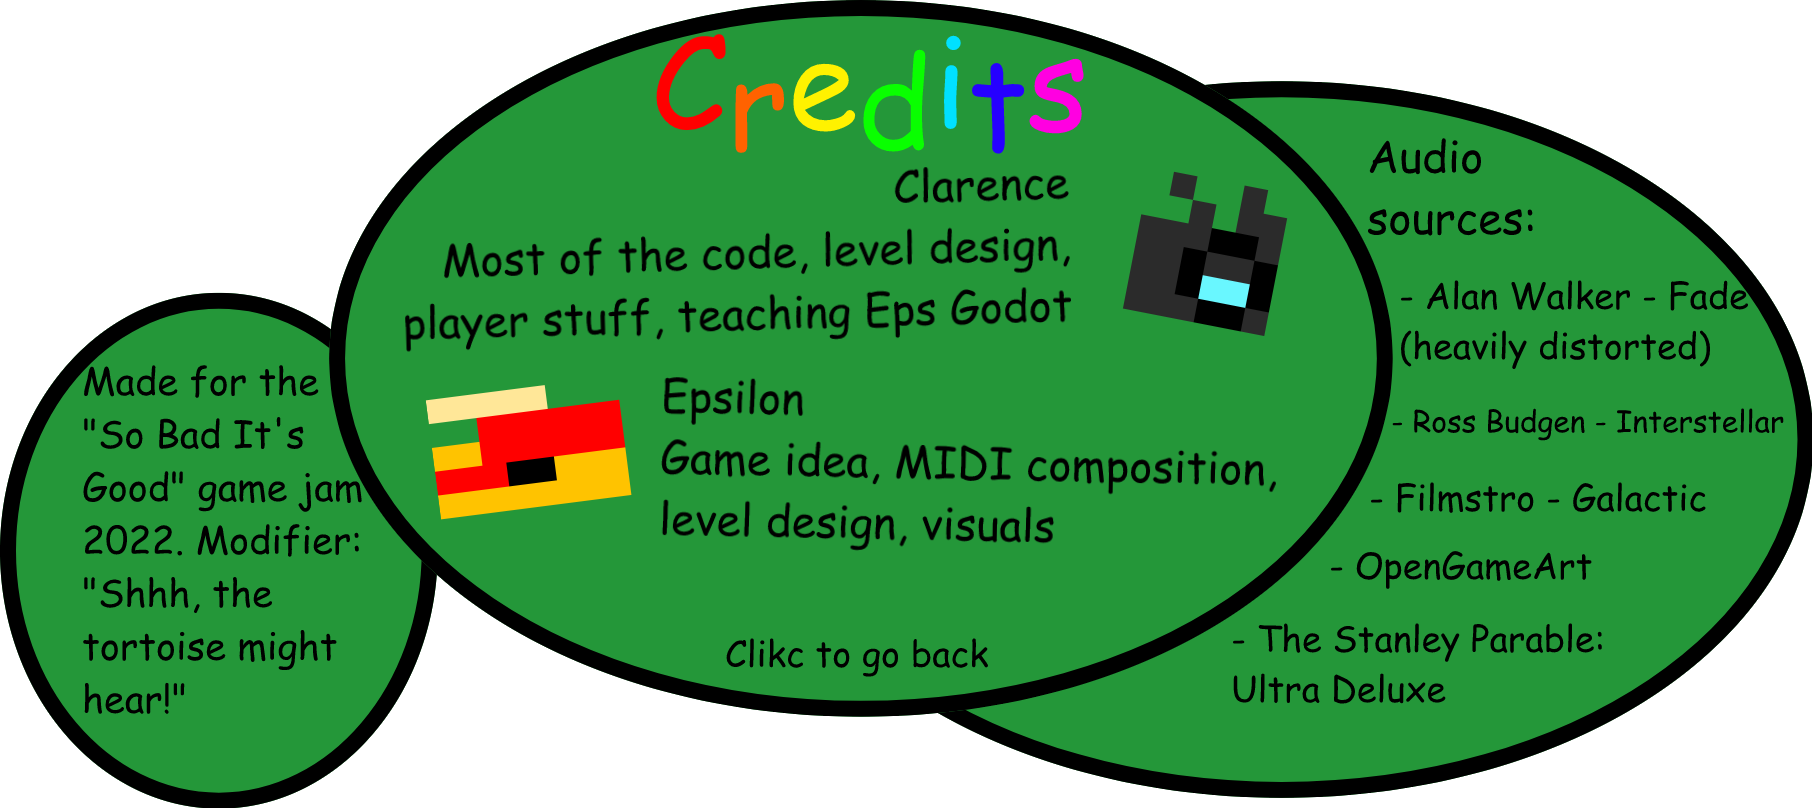 Credits
Clarence
Most of the code, level design,
player stuff, teaching Eps Godot
Epsilon
Game idea, MIDI composition,
level design, visuals
Clikc to go back
Made for the
"So Bad It's
Good" game jam
2022. Modifier:
"Shhh, the
tortoise might
hear!"
Audio
sources:
- Alan Walker - Fade
(heavily distorted)
- Ross Budgen - Interstellar
- Filmstro - Galactic
- OpenGameArt
- The Stanley Parable:
Ultra Deluxe